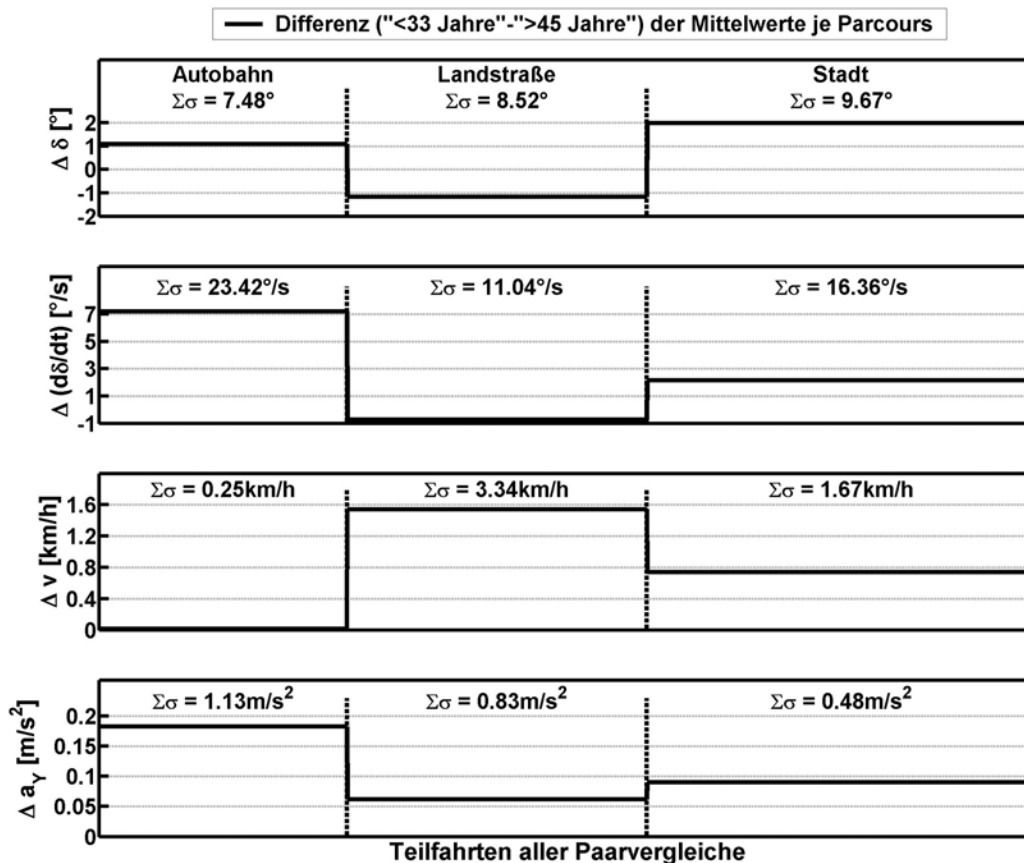 Differenz ("<33 Jahre"-">45 Jahre") der Mittelwerte je Parcours
Autobahn Landstraße Stadt
Σσ = 7.48° Σσ = 8.52° Σσ = 9.67°
Δ δ [°]
2
1
0
-1
-2
Σσ = 23.42°/s Σσ = 11.04°/s Σσ = 16.36°/s
Δ (dδ/dt) [°/s]
7
5
3
1
-1
Σσ = 0.25km/h Σσ = 3.34km/h Σσ = 1.67km/h
Δ v [km/h]
1.6
1.2
0.8
0.4
0
Σσ = 1.13m/s² Σσ = 0.83m/s² Σσ = 0.48m/s²
Δ a_Y [m/s²]
0.2
0.15
0.1
0.05
0
Teilfahrten aller Paarvergleiche